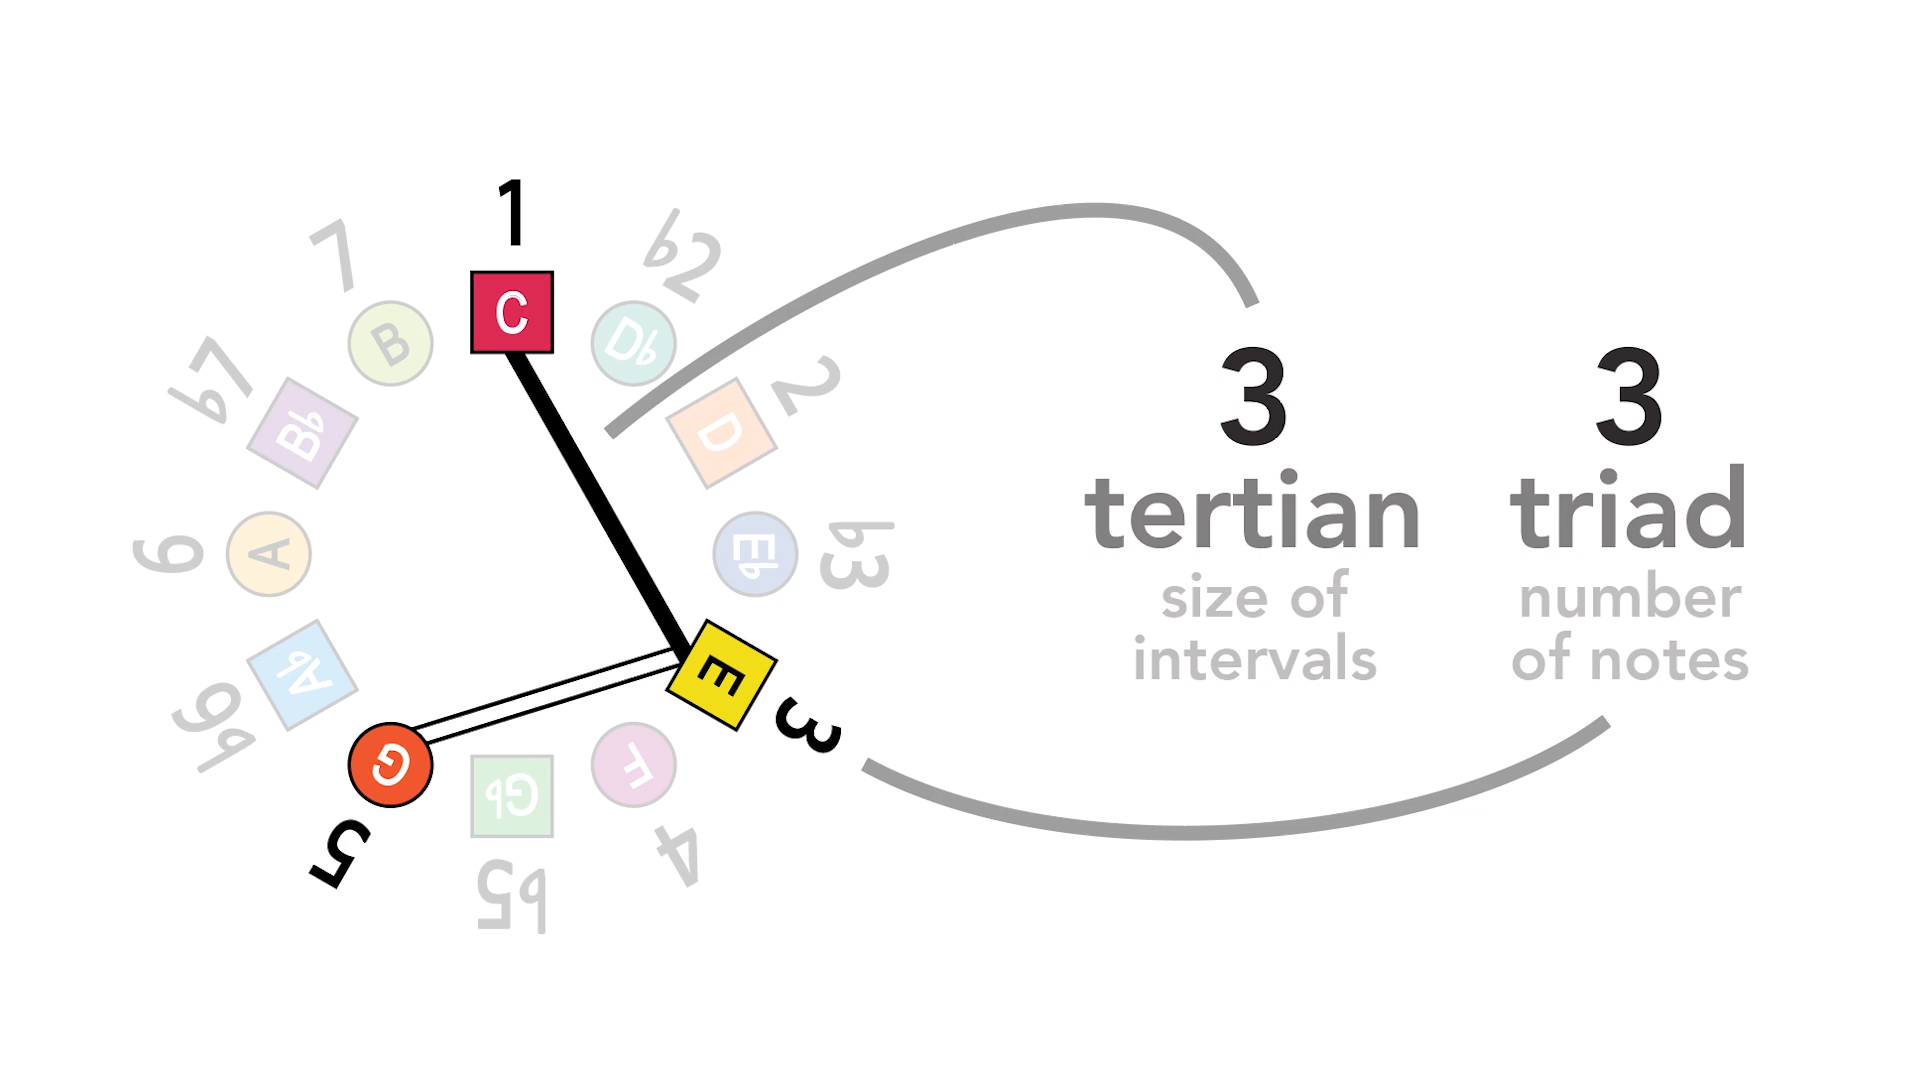 1
C
♭2
D♭
2
D
♭3
E♭
3
E
4
F
♭5
G♭
5
G
♭6
A♭
6
A
♭7
B♭
7
B
3
tertian
size of
intervals
3
triad
number
of notes